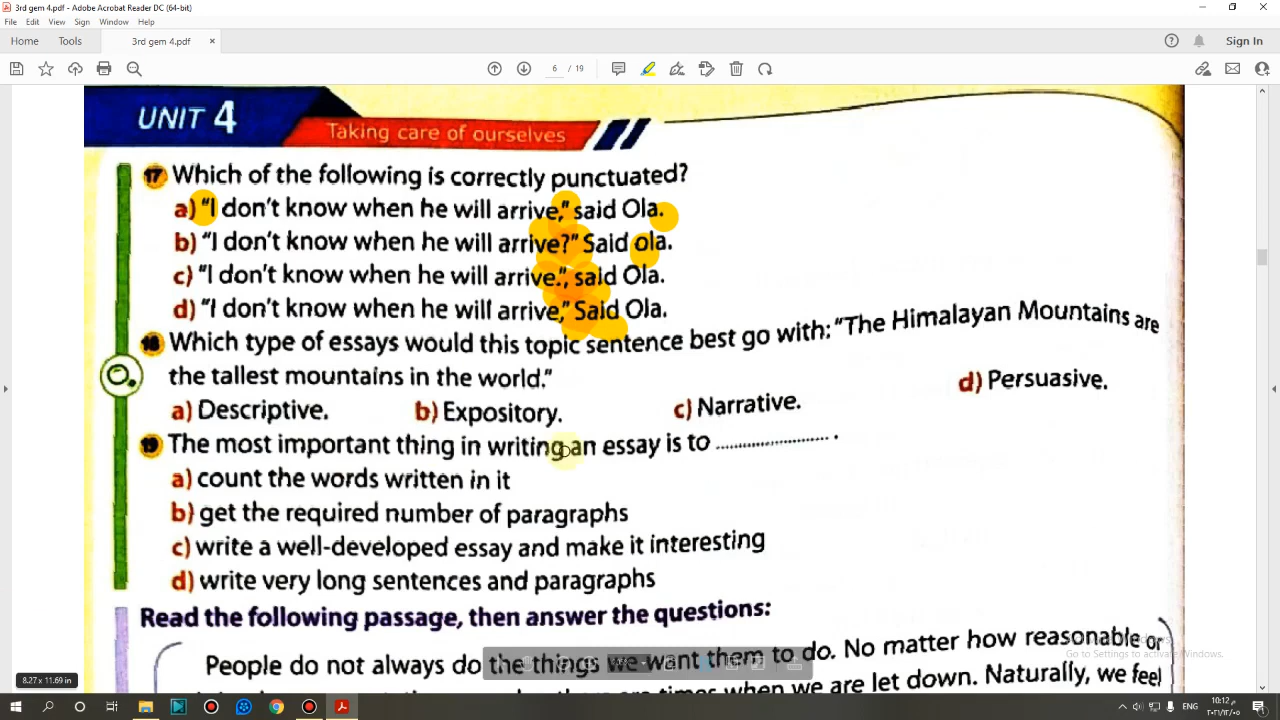 3rd gem 4.pdf - Adobe Acrobat Reader DC (64-bit)
File Edit View Sign Window Help
Home Tools 3rd gem 4.pdf × Sign In
6 / 19
UNIT 4
Taking care of ourselves
17 Which of the following is correctly punctuated?
a) "I don't know when he will arrive," said Ola.
b) "I don't know when he will arrive?" Said ola.
c) "I don't know when he will arrive.", said Ola.
d) "I don't know when he will arrive," Said Ola.
18 Which type of essays would this topic sentence best go with: "The Himalayan Mountains are
the tallest mountains in the world."
a) Descriptive. b) Expository. c) Narrative. d) Persuasive.
19 The most important thing in writing an essay is to ........................ .
a) count the words written in it
b) get the required number of paragraphs
c) write a well-developed essay and make it interesting
d) write very long sentences and paragraphs
Read the following passage, then answer the questions:
People do not always do the things we want them to do. No matter how reasonable or
when we are let down. Naturally, we feel
Go to Settings to activate Windows.
8.27 x 11.69 in
10:12 م